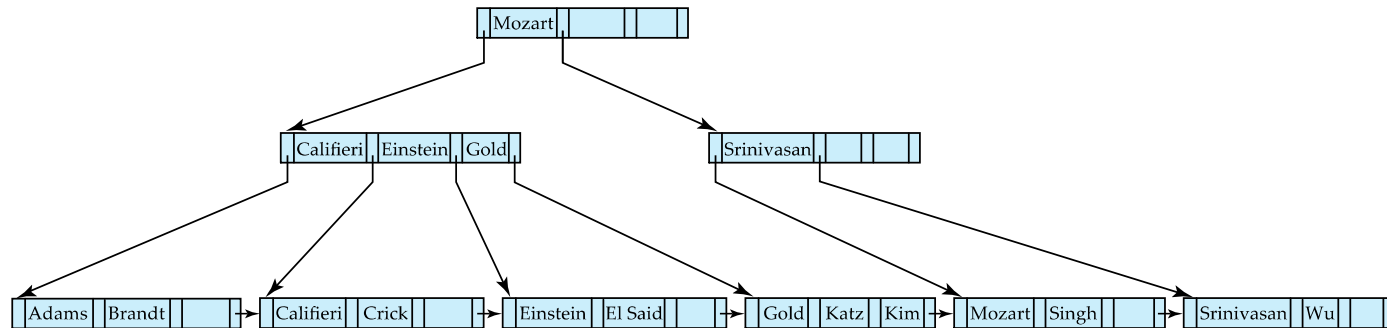 Mozart
Califieri Einstein Gold Srinivasan
Adams Brandt Califieri Crick Einstein El Said Gold Katz Kim Mozart Singh Srinivasan Wu